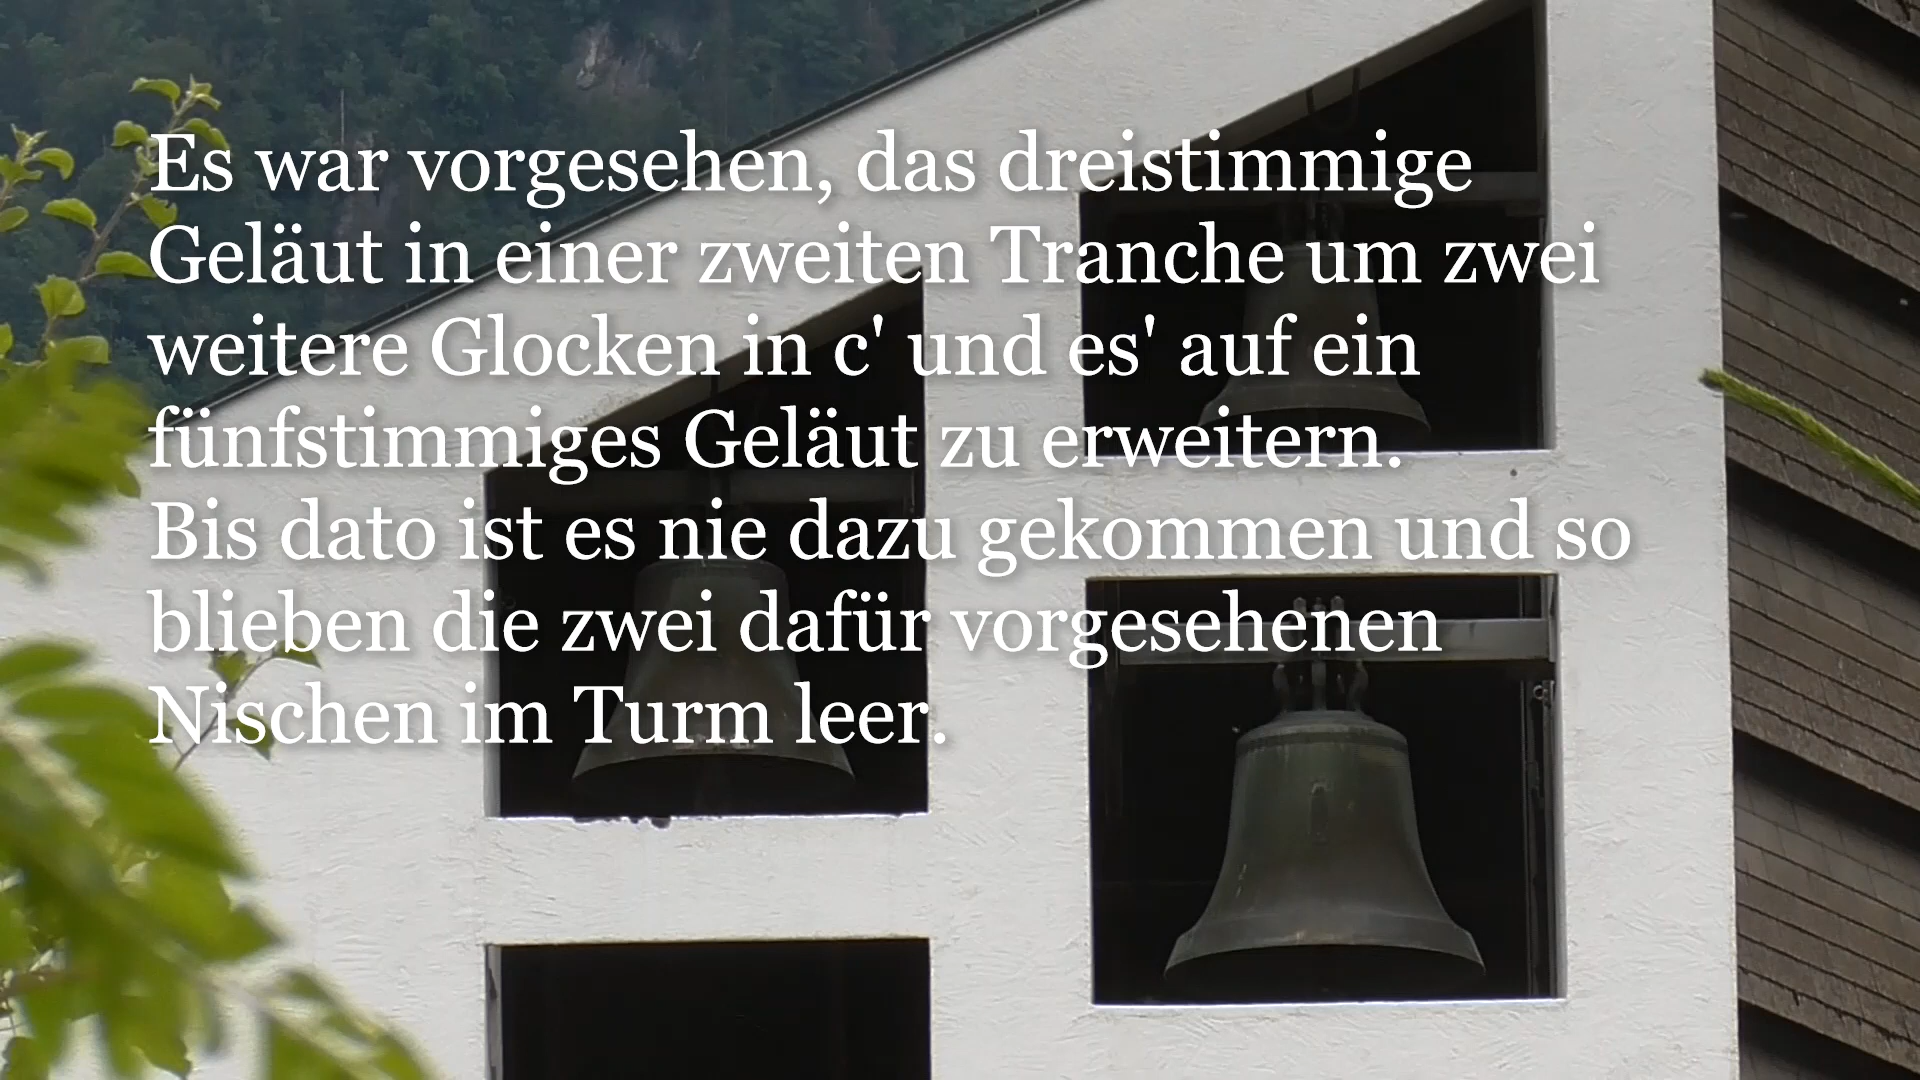 Es war vorgesehen, das dreistimmige
Geläut in einer zweiten Tranche um zwei
weitere Glocken in c' und es' auf ein
fünfstimmiges Geläut zu erweitern.
Bis dato ist es nie dazu gekommen und so
blieben die zwei dafür vorgesehenen
Nischen im Turm leer.